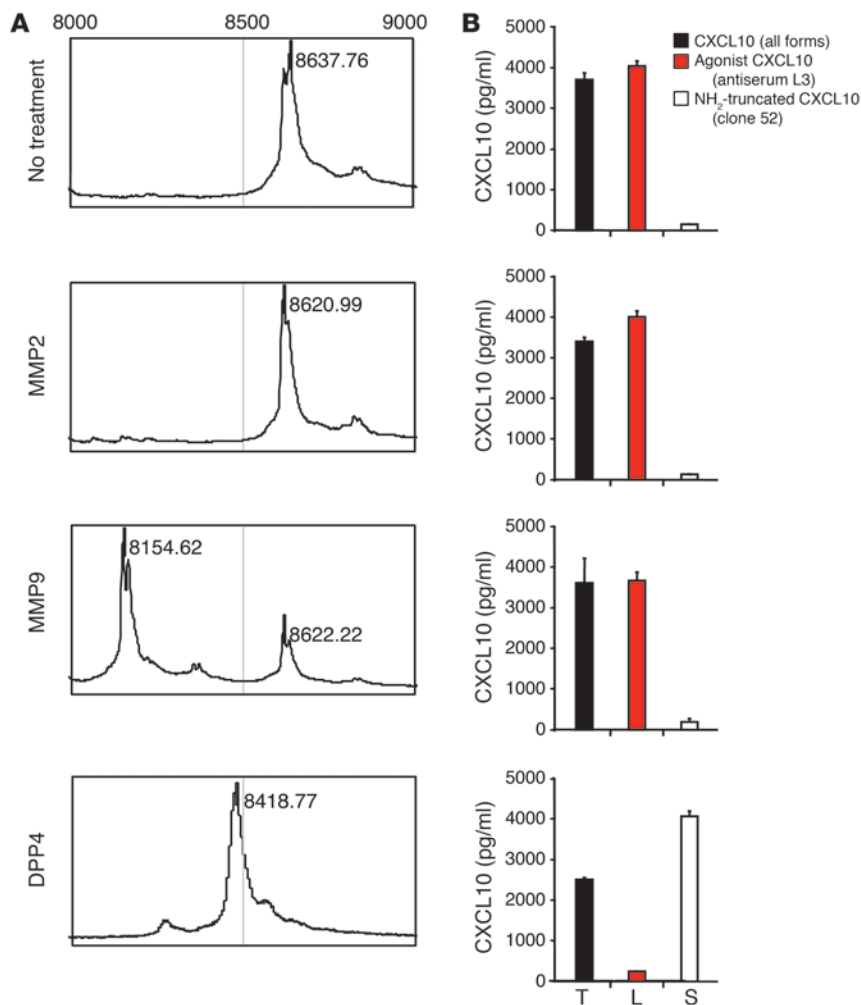 A
8000 8500 9000
No treatment
8637.76
MMP2
8620.99
MMP9
8154.62
8622.22
DPP4
8418.77
B
CXCL10 (all forms)
Agonist CXCL10
(antiserum L3)
NH2-truncated CXCL10
(clone 52)
CXCL10 (pg/ml)
5000
4000
3000
2000
1000
0
CXCL10 (pg/ml)
5000
4000
3000
2000
1000
0
CXCL10 (pg/ml)
5000
4000
3000
2000
1000
0
CXCL10 (pg/ml)
5000
4000
3000
2000
1000
0
T L S